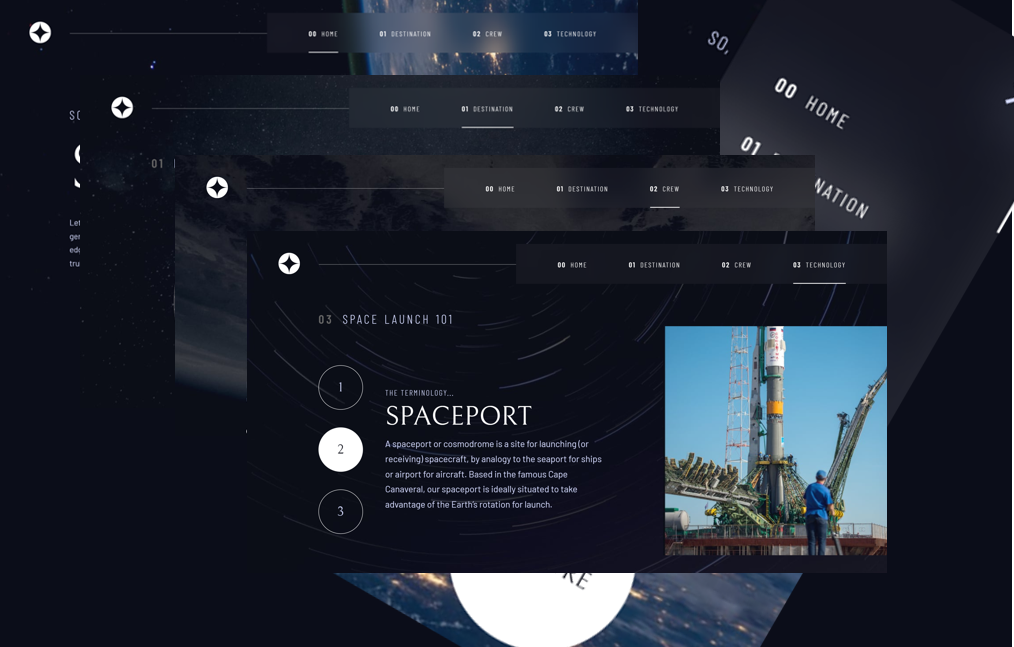 00 HOME 01 DESTINATION 02 CREW 03 TECHNOLOGY
SO,
00 HOME
01
NATION
00 HOME 01 DESTINATION 02 CREW 03 TECHNOLOGY
SO
01
00 HOME 01 DESTINATION 02 CREW 03 TECHNOLOGY
Let
ger
edg
tru
00 HOME 01 DESTINATION 02 CREW 03 TECHNOLOGY
03 SPACE LAUNCH 101
1
2
3
THE TERMINOLOGY...
SPACEPORT
A spaceport or cosmodrome is a site for launching (or
receiving) spacecraft, by analogy to the seaport for ships
or airport for aircraft. Based in the famous Cape
Canaveral, our spaceport is ideally situated to take
advantage of the Earth's rotation for launch.
RE